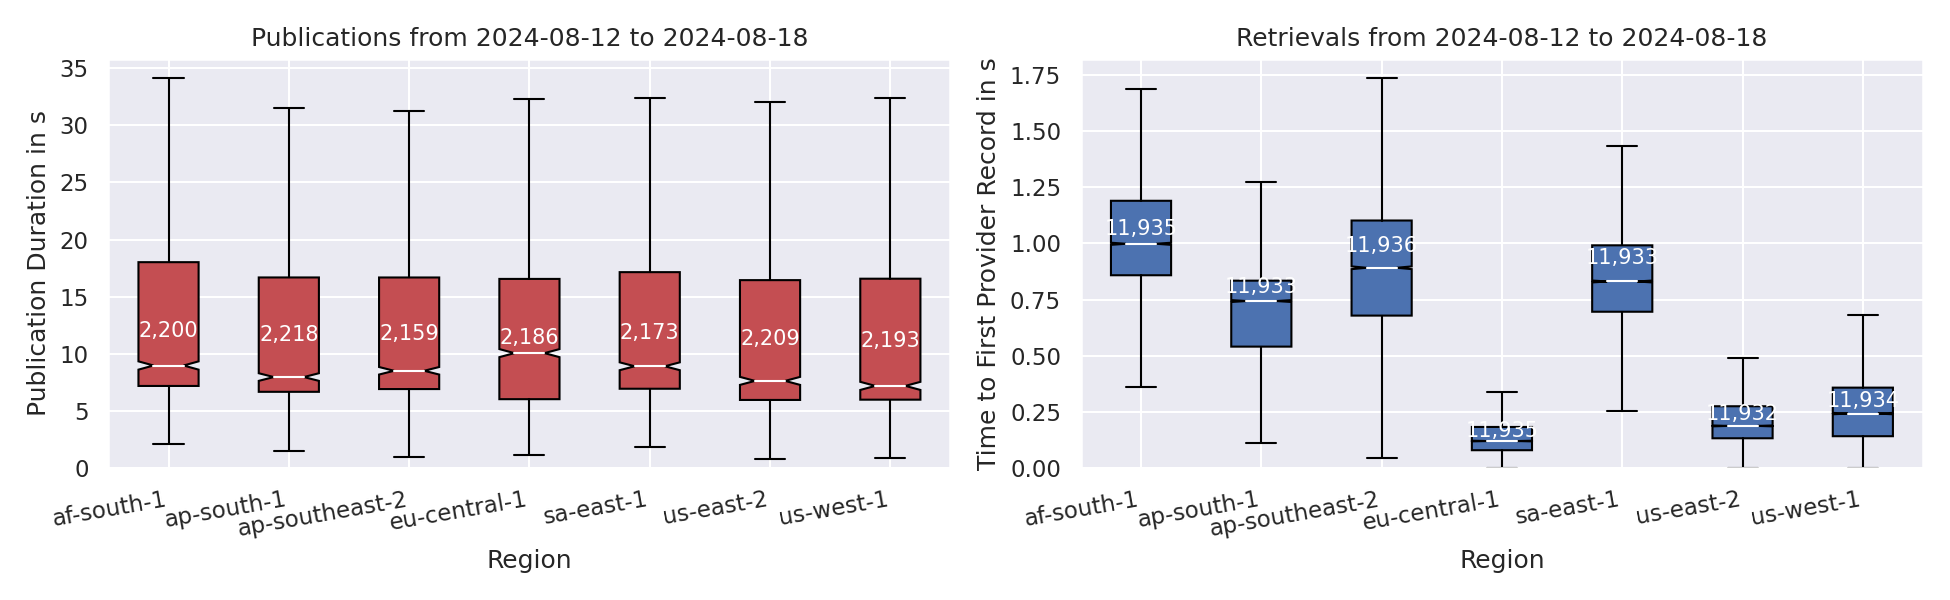 Publications from 2024-08-12 to 2024-08-18
Publication Duration in s
35
30
25
20
15
10
5
0
2,200
2,218
2,159
2,186
2,173
2,209
2,193
af-south-1
ap-south-1
ap-southeast-2
eu-central-1
sa-east-1
us-east-2
us-west-1
Region
Retrievals from 2024-08-12 to 2024-08-18
Time to First Provider Record in s
1.75
1.50
1.25
1.00
0.75
0.50
0.25
0.00
11,935
11,933
11,936
11,935
11,933
11,932
11,934
af-south-1
ap-south-1
ap-southeast-2
eu-central-1
sa-east-1
us-east-2
us-west-1
Region